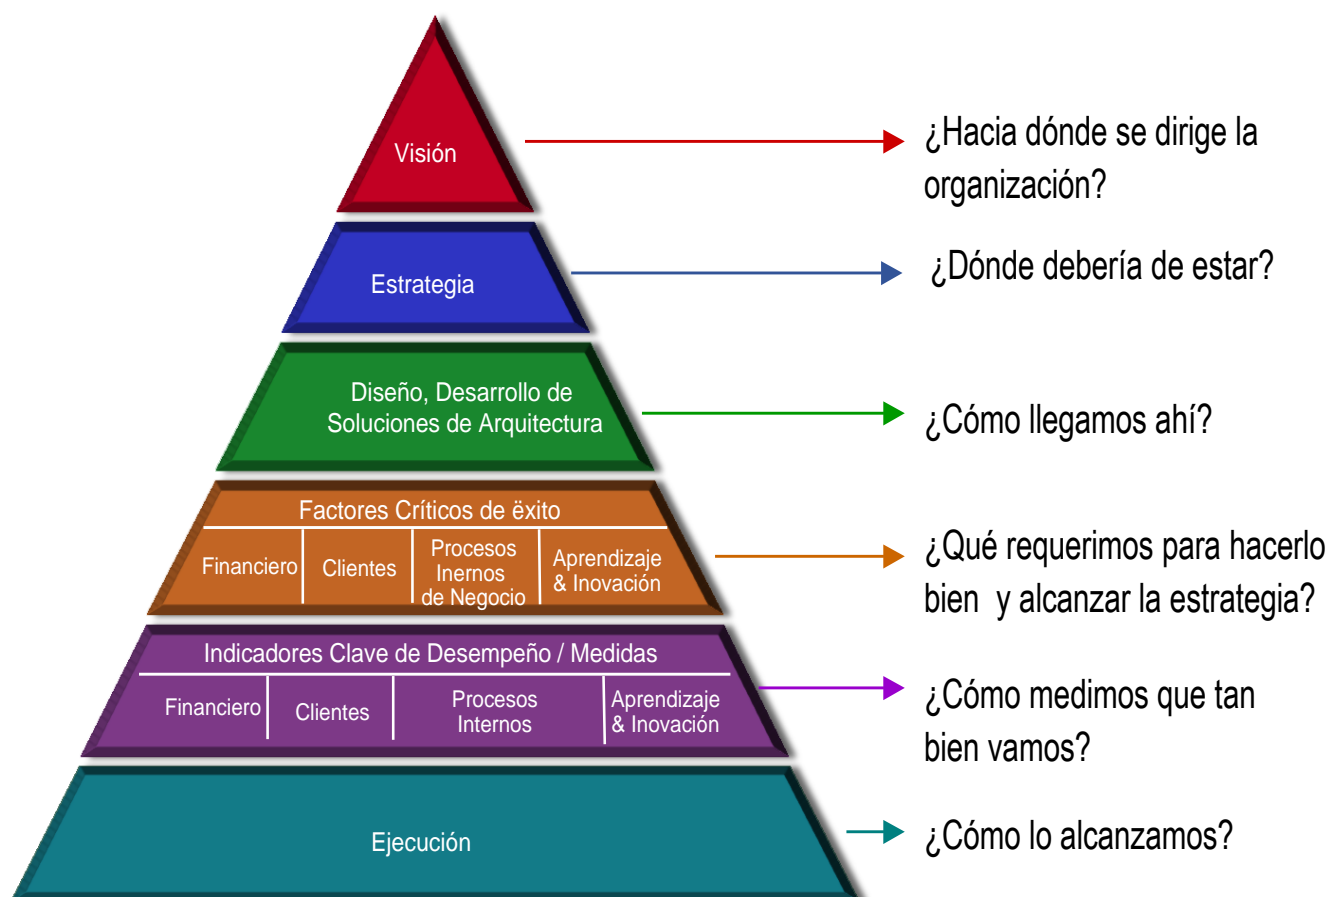 Visión
¿Hacia dónde se dirige la
organización?
Estrategia
¿Dónde debería de estar?
Diseño, Desarrollo de
Soluciones de Arquitectura
¿Cómo llegamos ahí?
Factores Críticos de ëxito
Financiero
Clientes
Procesos
Inernos
de Negocio
Aprendizaje
& Inovación
¿Qué requerimos para hacerlo
bien y alcanzar la estrategia?
Indicadores Clave de Desempeño / Medidas
Financiero
Clientes
Procesos
Internos
Aprendizaje
& Inovación
¿Cómo medimos que tan
bien vamos?
Ejecución
¿Cómo lo alcanzamos?